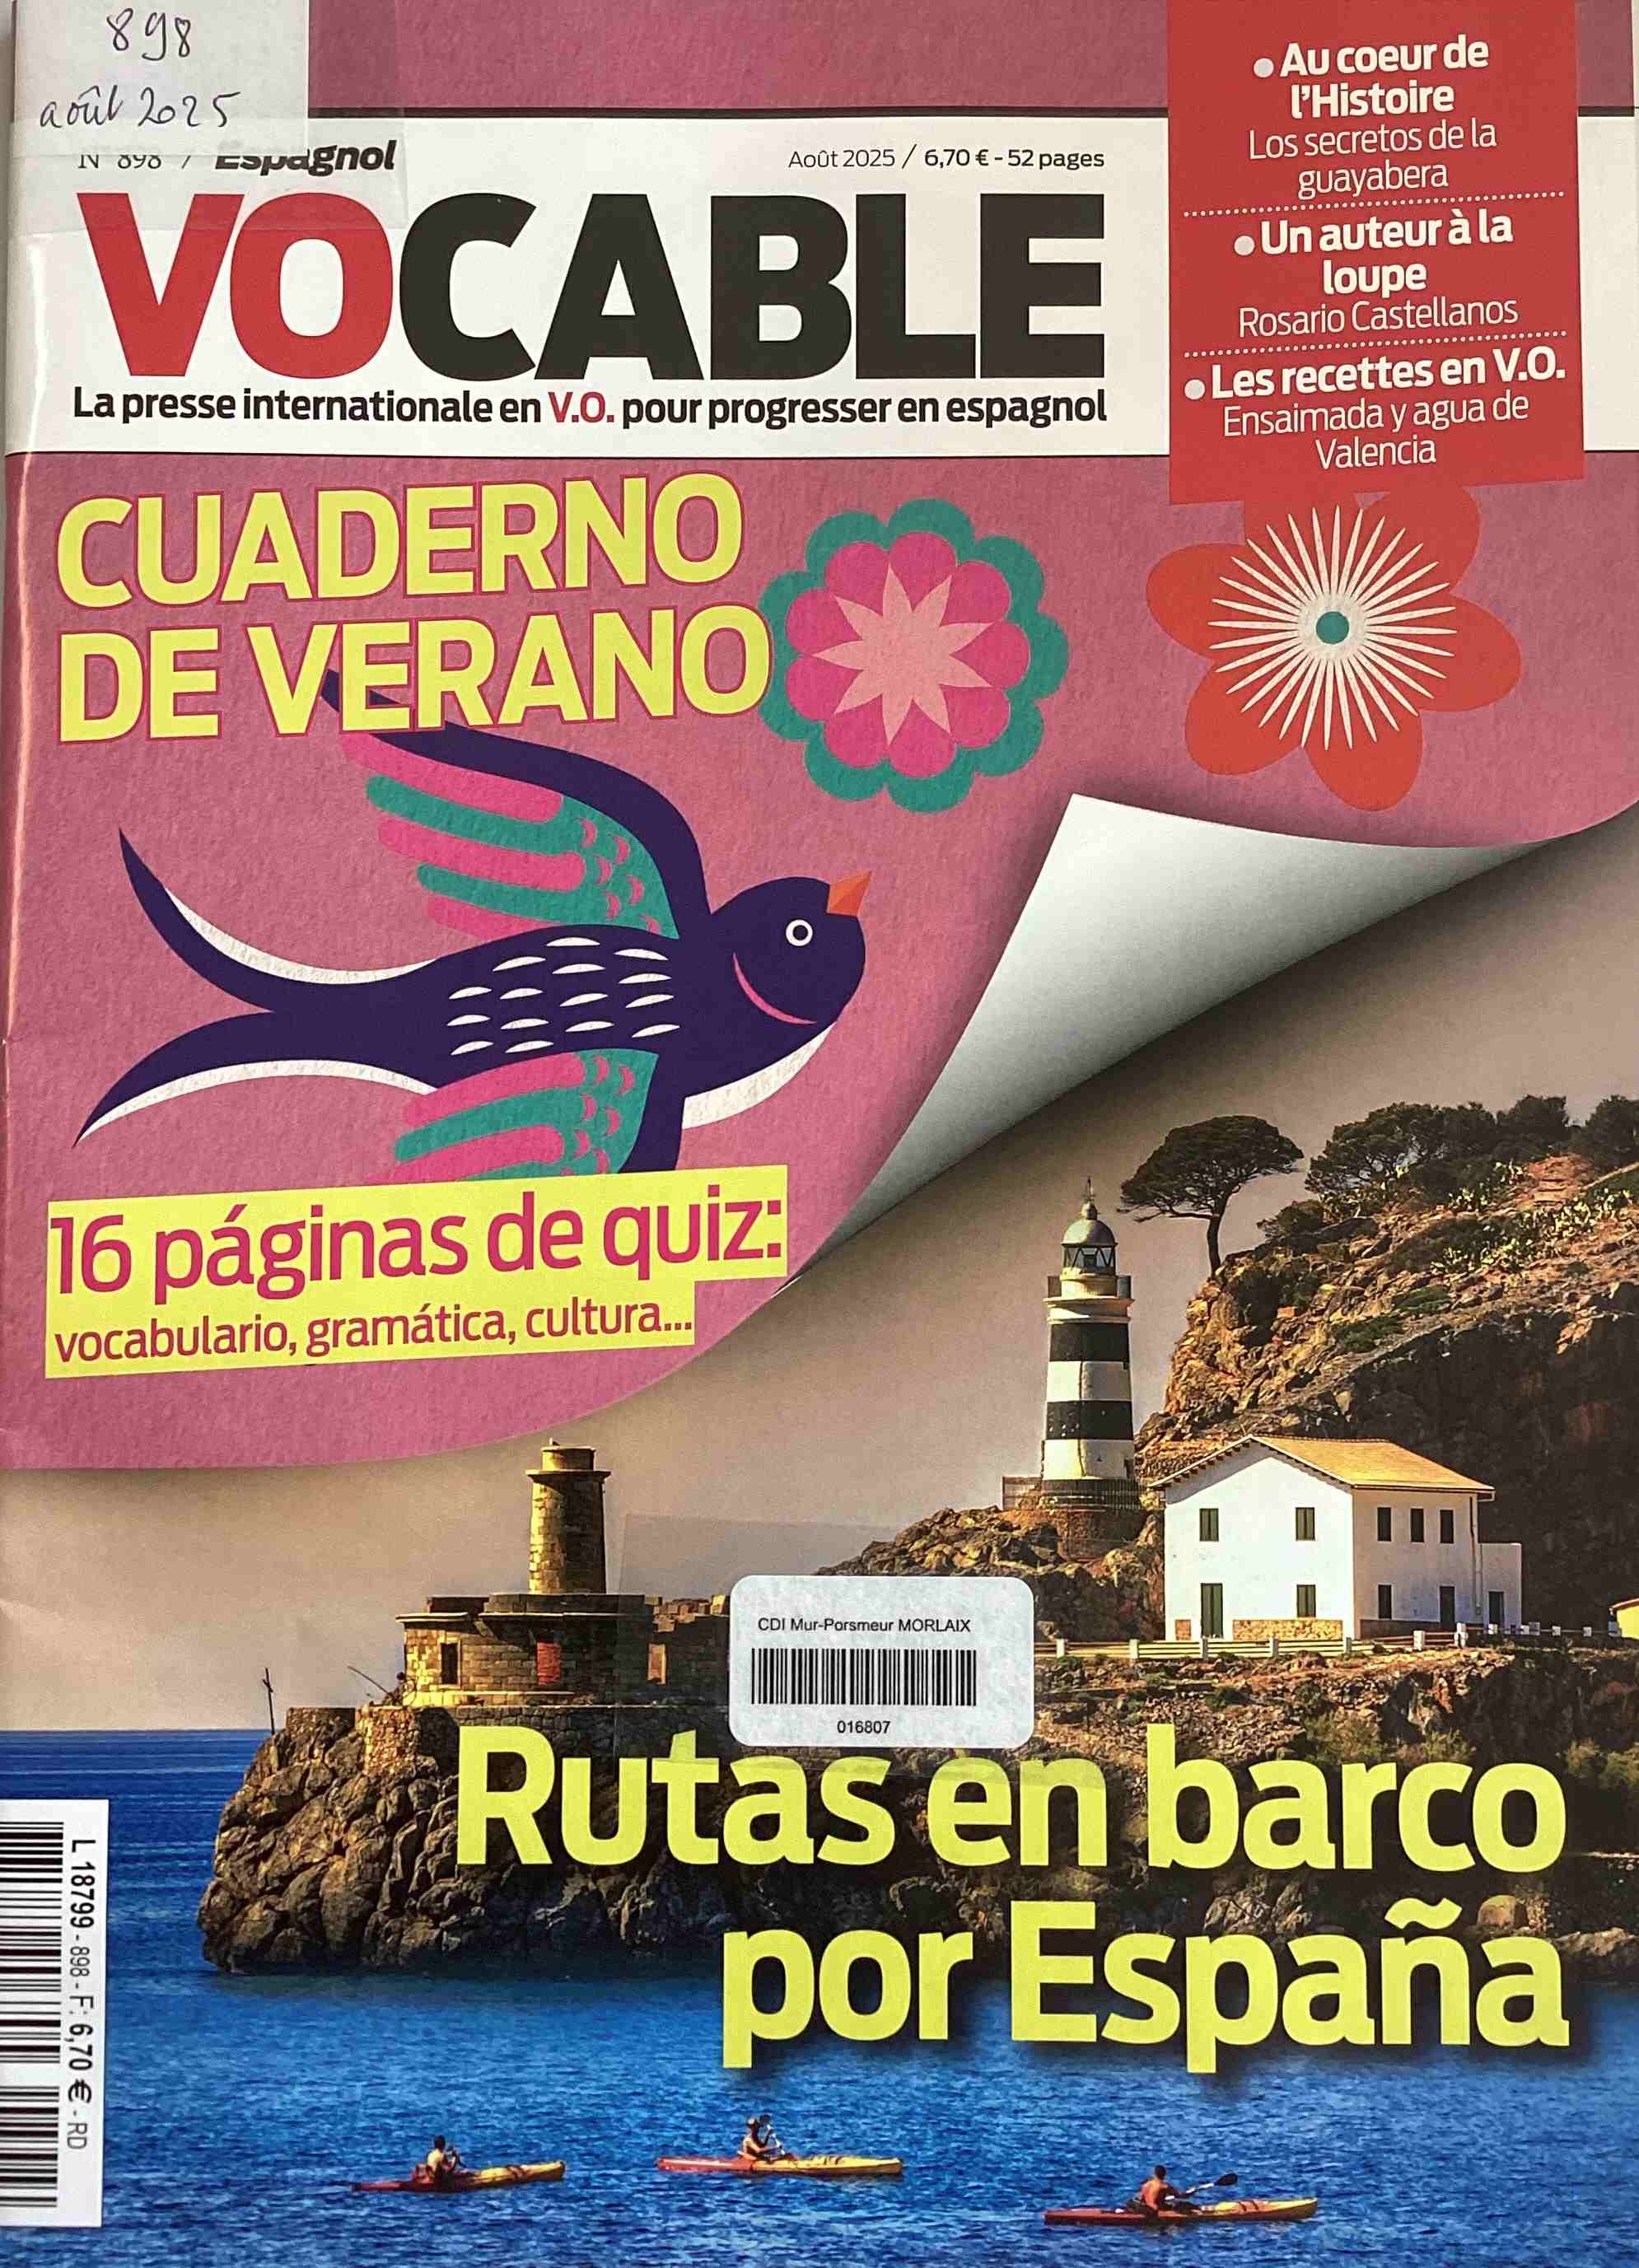 898
août 2025
N° 898 / Espagnol
Août 2025 / 6,70 € - 52 pages
VOCABLE
La presse internationale en V.O. pour progresser en espagnol
• Au coeur de
l'Histoire
Los secretos de la
guayabera
• Un auteur à la
loupe
Rosario Castellanos
• Les recettes en V.O.
Ensaimada y agua de
Valencia
CUADERNO
DE VERANO
16 páginas de quiz:
vocabulario, gramática, cultura...
CDI Mur-Porsmeur MORLAIX
016807
Rutas en barco
por España
L 18799 - 898 - F: 6,70 € - RD